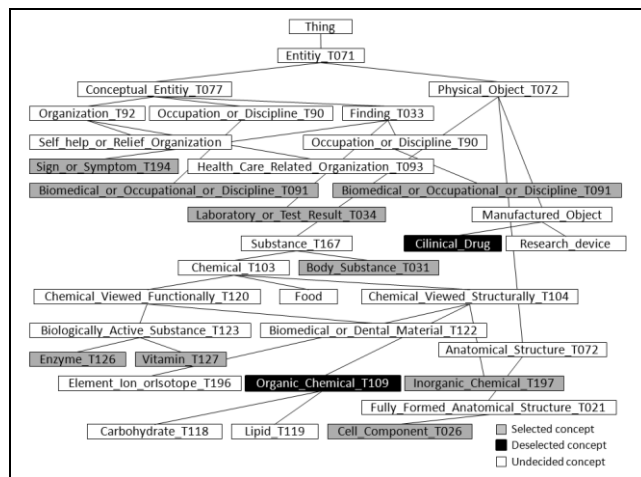 Thing
Entitiy_T071
Conceptual_Entitiy_T077 Physical_Object_T072
Organization_T92 Occupation_or_Discipline_T90 Finding_T033
Self_help_or_Relief_Organization Occupation_or_Discipline_T90
Sign_or_Symptom_T194 Health_Care_Related_Organization_T093
Biomedical_or_Occupational_or_Discipline_T091 Biomedical_or_Occupational_or_Discipline_T091
Laboratory_or_Test_Result_T034 Manufactured_Object
Substance_T167 Cilinical_Drug Research_device
Chemical_T103 Body_Substance_T031
Chemical_Viewed_Functionally_T120 Food Chemical_Viewed_Structurally_T104
Biologically_Active_Substance_T123 Biomedical_or_Dental_Material_T122
Anatomical_Structure_T072
Enzyme_T126 Vitamin_T127
Element_Ion_orIsotope_T196 Organic_Chemical_T109 Inorganic_Chemical_T197
Fully_Formed_Anatomical_Structure_T021
Carbohydrate_T118 Lipid_T119 Cell_Component_T026
Selected concept
Deselected concept
Undecided concept